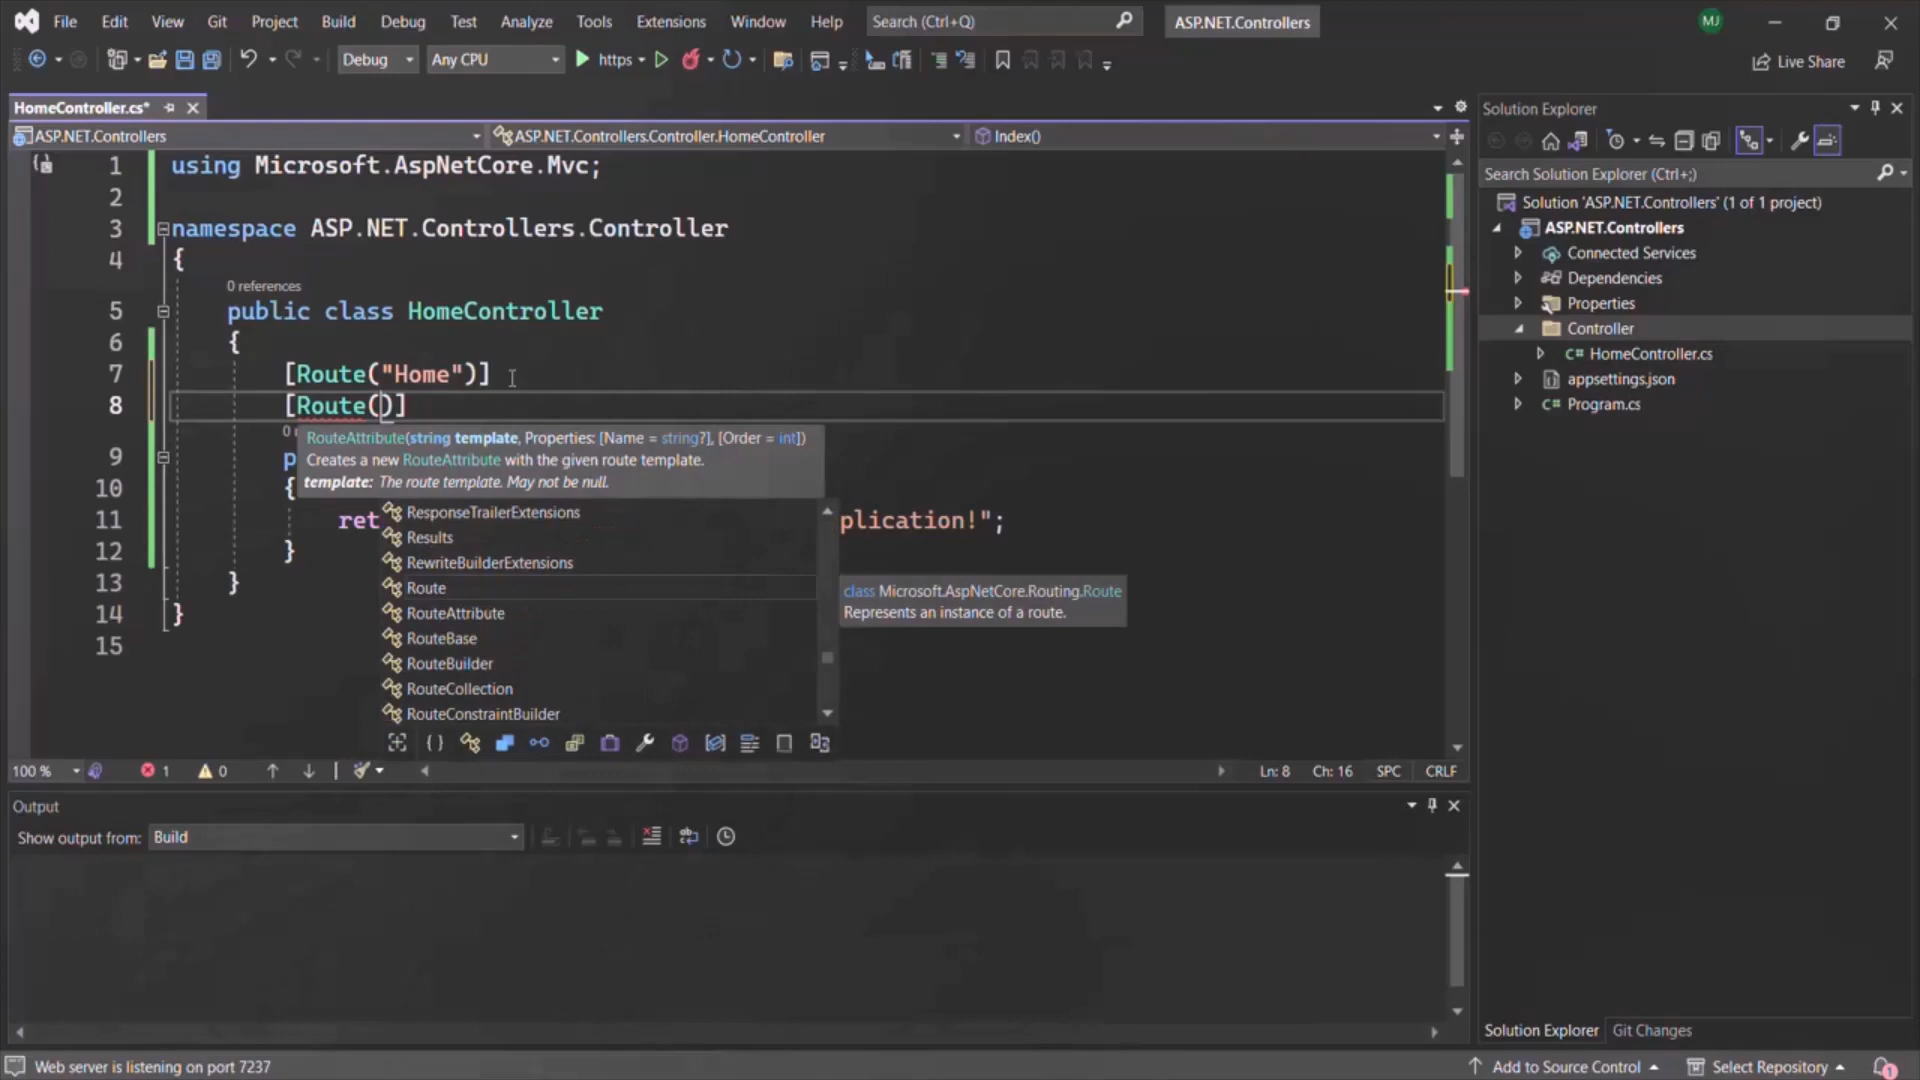 File Edit View Git Project Build Debug Test Analyze Tools Extensions Window Help Search (Ctrl+Q) ASP.NET.Controllers MJ
Debug Any CPU https Live Share
HomeController.cs*
ASP.NET.Controllers ASP.NET.Controllers.Controller.HomeController Index()
1 using Microsoft.AspNetCore.Mvc;
2
3 namespace ASP.NET.Controllers.Controller
4 {
0 references
5 public class HomeController
6 {
7 [Route("Home")]
8 [Route()]
0
RouteAttribute(string template, Properties: [Name = string?], [Order = int])
Creates a new RouteAttribute with the given route template.
template: The route template. May not be null.
9 p
10 {
11 ret plication!";
12 }
13 }
14 }
15
ResponseTrailerExtensions
Results
RewriteBuilderExtensions
Route
RouteAttribute
RouteBase
RouteBuilder
RouteCollection
RouteConstraintBuilder
class Microsoft.AspNetCore.Routing.Route
Represents an instance of a route.
100 % 1 0 Ln: 8 Ch: 16 SPC CRLF
Output
Show output from: Build
Solution Explorer
Search Solution Explorer (Ctrl+;)
Solution 'ASP.NET.Controllers' (1 of 1 project)
ASP.NET.Controllers
Connected Services
Dependencies
Properties
Controller
C# HomeController.cs
appsettings.json
C# Program.cs
Solution Explorer Git Changes
Web server is listening on port 7237 Add to Source Control Select Repository 1